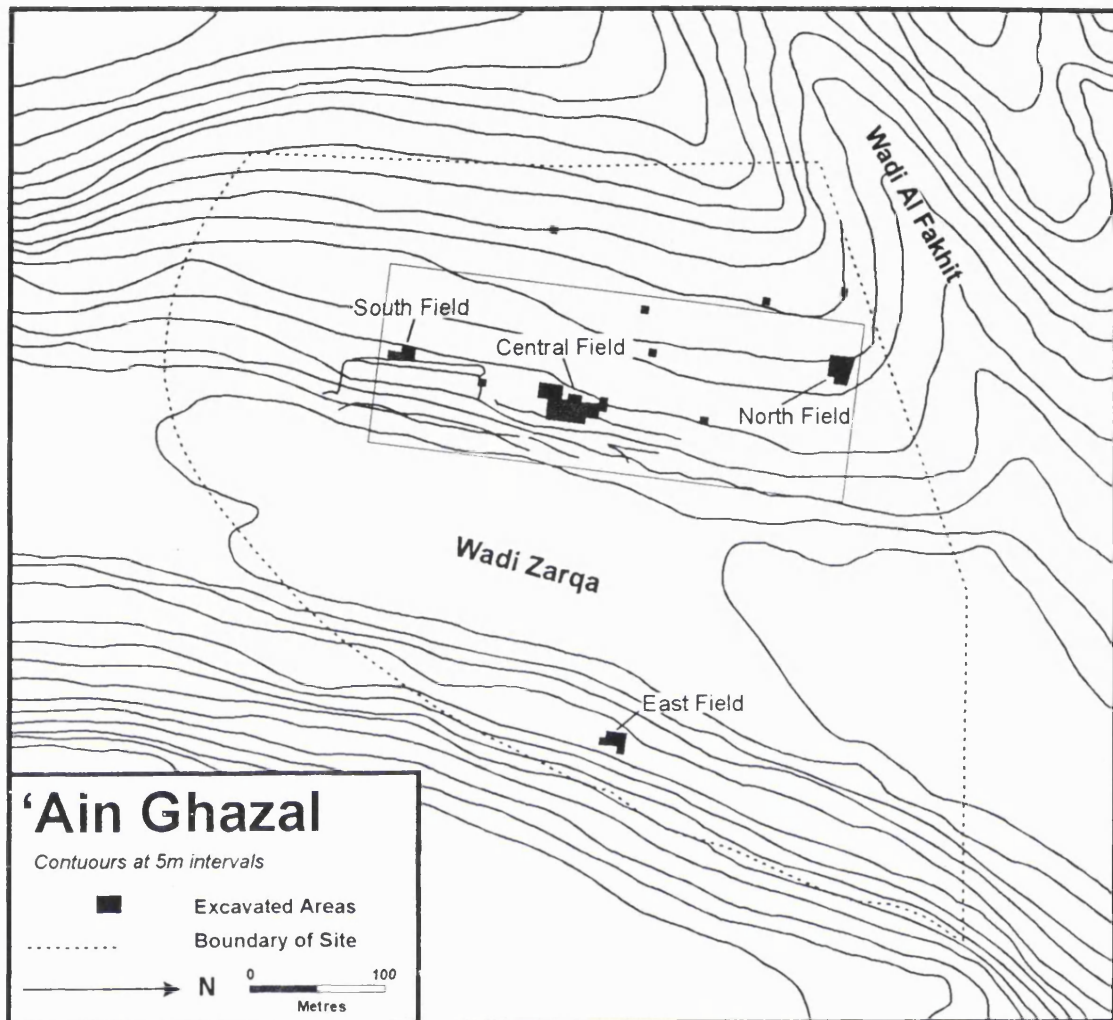 Wadi Al Fakhit
South Field
Central Field
North Field
Wadi Zarqa
East Field
‘Ain Ghazal
Contuours at 5m intervals
Excavated Areas
Boundary of Site
N
0 100
Metres